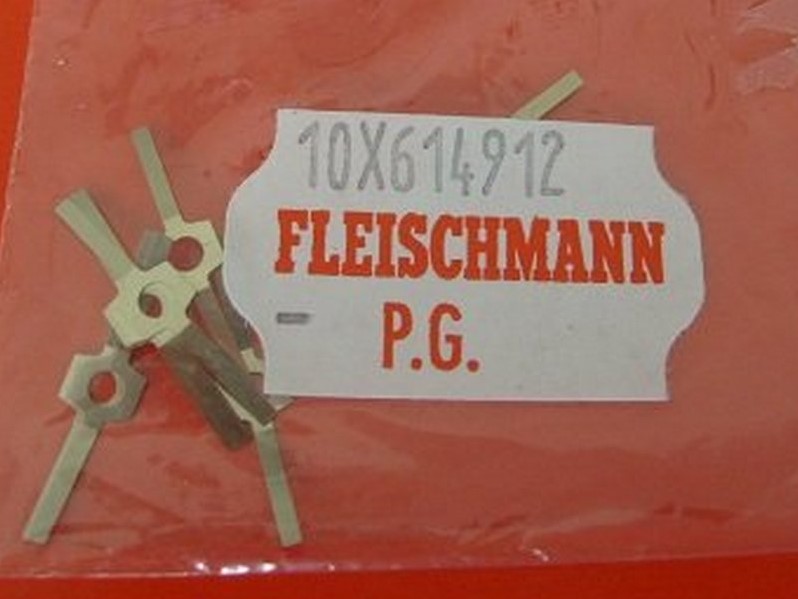 10X614912
FLEISCHMANN
-
P.G.